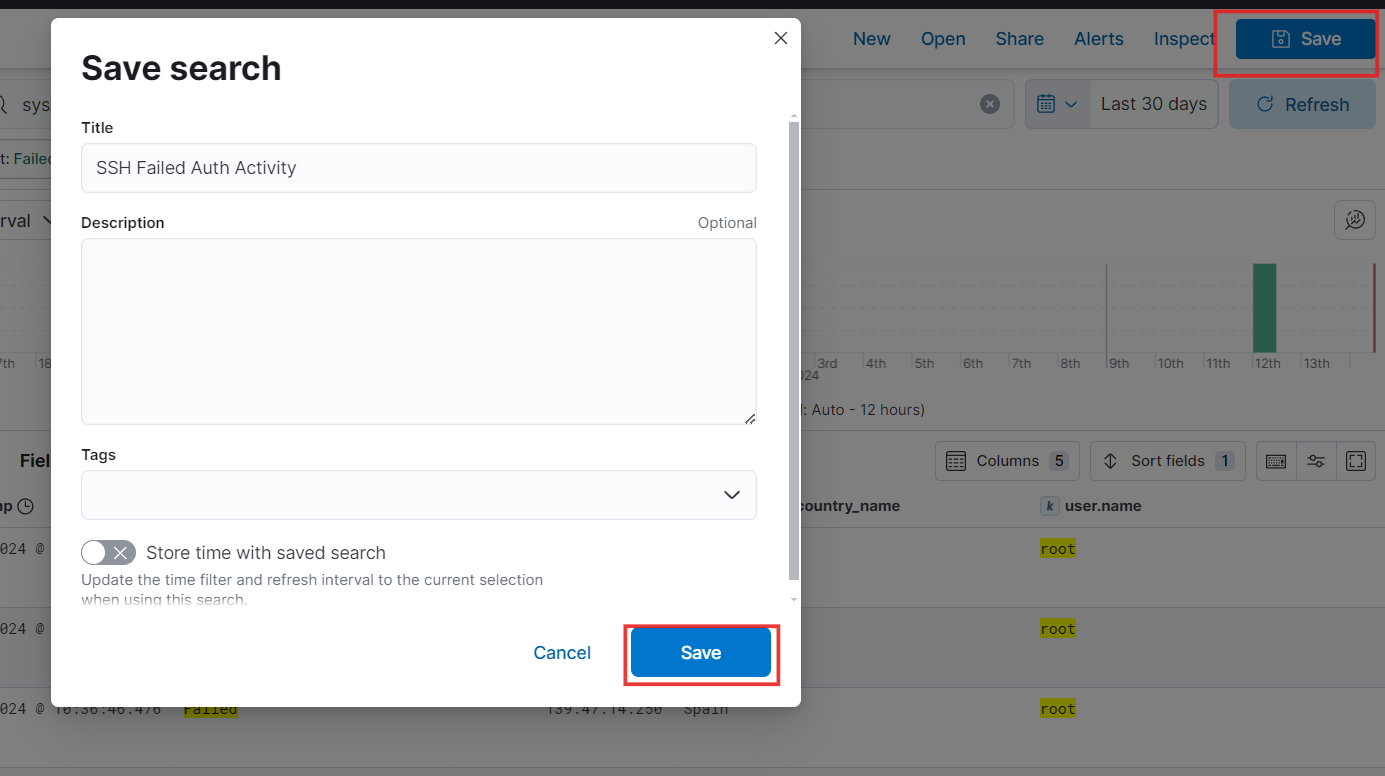 Save search
New Open Share Alerts Inspect Save
sys
Last 30 days Refresh
t: Failed
Title
SSH Failed Auth Activity
rval
Description Optional
7th 18 3rd 4th 5th 6th 7th 8th 9th 10th 11th 12th 13th
024
: Auto - 12 hours)
Tags
Fiel
Columns 5 Sort fields 1
mp country_name k user.name
024 @ root
Store time with saved search
Update the time filter and refresh interval to the current selection
when using this search.
024 @ root
Cancel Save
024 @ 10:36:46.476 Failed 139.47.14.250 Spain root